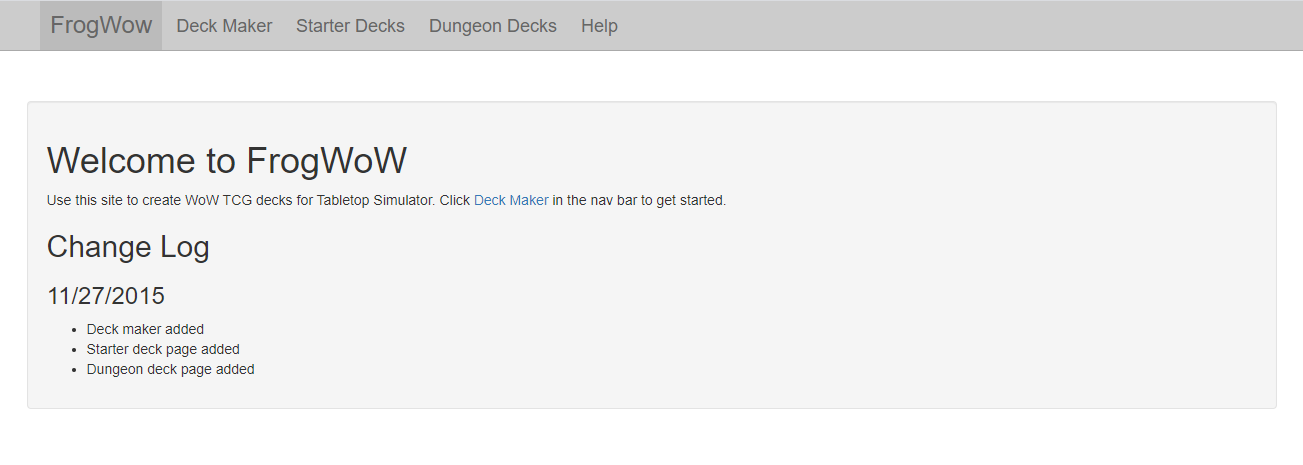 FrogWow Deck Maker Starter Decks Dungeon Decks Help
Welcome to FrogWoW
Use this site to create WoW TCG decks for Tabletop Simulator. Click Deck Maker in the nav bar to get started.
Change Log
11/27/2015
• Deck maker added
• Starter deck page added
• Dungeon deck page added